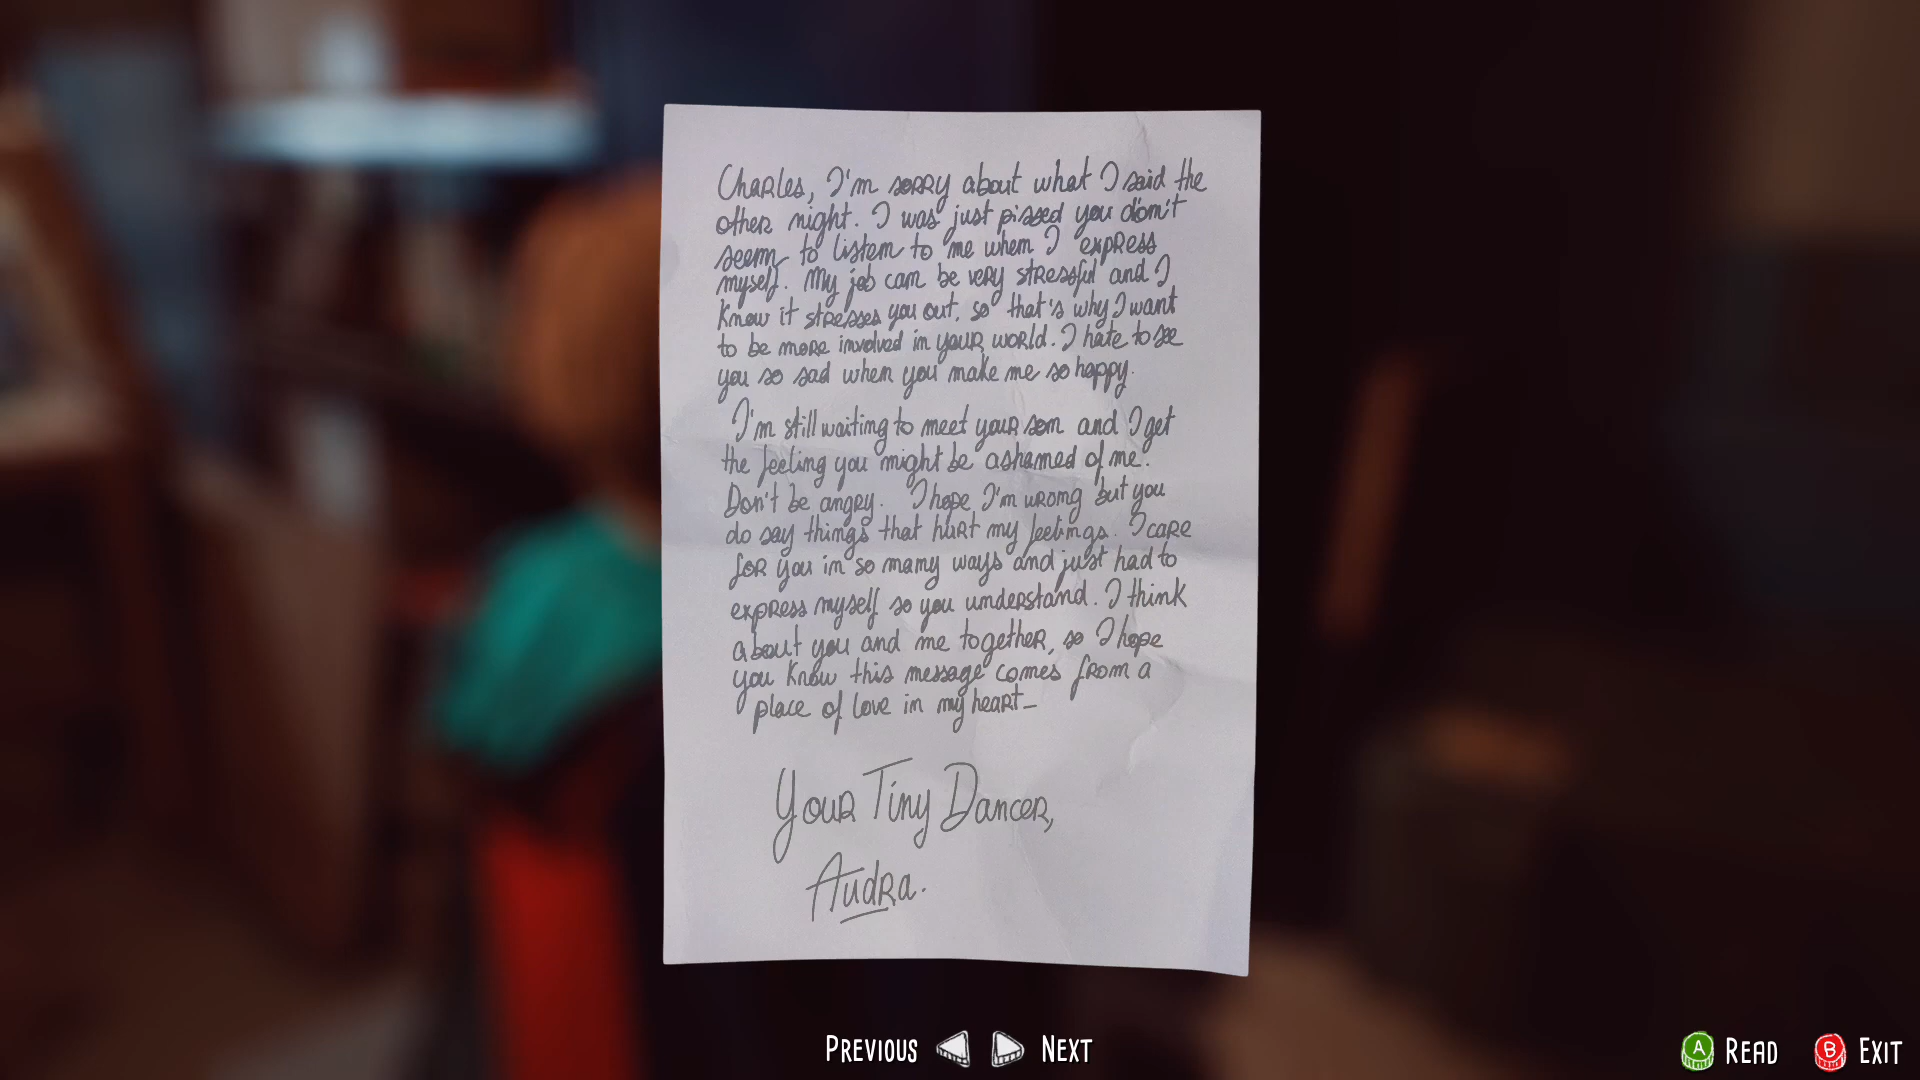 Charles, I'm sorry about what I said the
other night. I was just pissed you don't
seem to listen to me when I express
myself. My job can be very stressful and I
know it stresses you out, so that's why I want
to be more involved in your world. I hate to see
you so sad when you make me so happy.
I'm still waiting to meet your son and I get
the feeling you might be ashamed of me.
Don't be angry. I hope I'm wrong but you
do say things that hurt my feelings. I care
for you in so many ways and just had to
express myself so you understand. I think
about you and me together, so I hope
you know this message comes from a
place of love in my heart_
Your Tiny Dancer,
Audra.
Previous Next
A Read B Exit